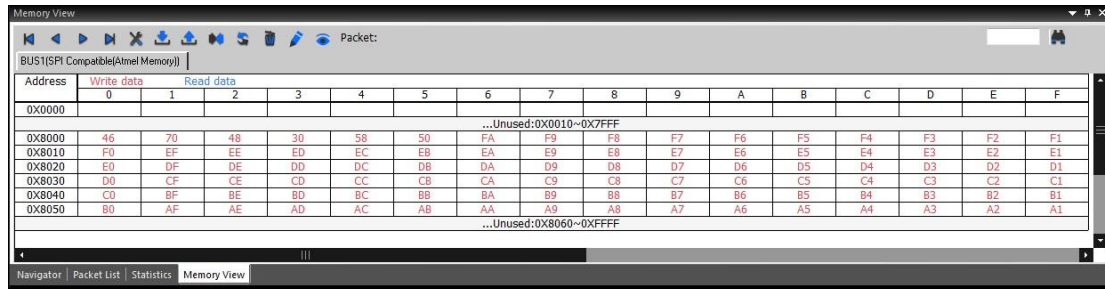 Memory View
Packet:
BUS1(SPI Compatible(Atmel Memory))
Address Write data Read data
0 1 2 3 4 5 6 7 8 9 A B C D E F
0X0000
...Unused:0X0010~0X7FFF
0X8000 46 70 48 30 58 50 FA F9 F8 F7 F6 F5 F4 F3 F2 F1
0X8010 F0 EF EE ED EC EB EA E9 E8 E7 E6 E5 E4 E3 E2 E1
0X8020 E0 DF DE DD DC DB DA D9 D8 D7 D6 D5 D4 D3 D2 D1
0X8030 D0 CF CE CD CC CB CA C9 C8 C7 C6 C5 C4 C3 C2 C1
0X8040 C0 BF BE BD BC BB BA B9 B8 B7 B6 B5 B4 B3 B2 B1
0X8050 B0 AF AE AD AC AB AA A9 A8 A7 A6 A5 A4 A3 A2 A1
...Unused:0X8060~0XFFFF
Navigator Packet List Statistics Memory View